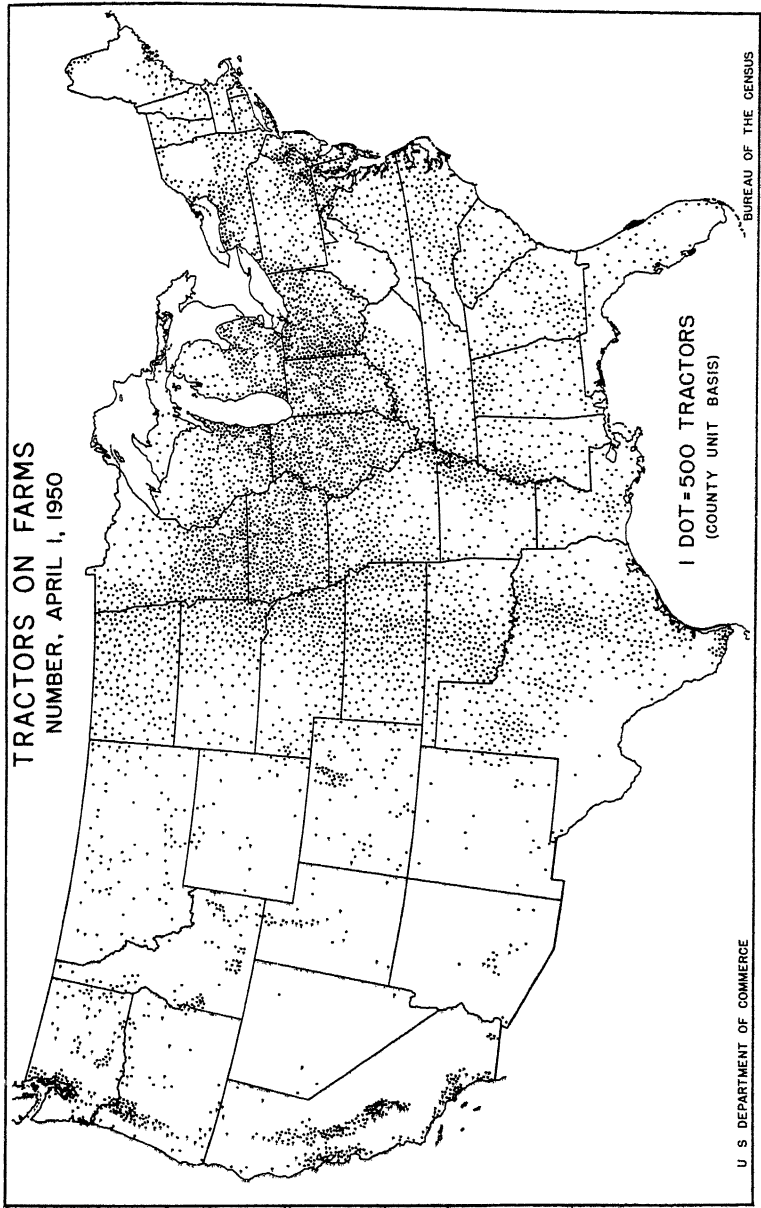 TRACTORS ON FARMS
NUMBER, APRIL 1, 1950
1 DOT = 500 TRACTORS
(COUNTY UNIT BASIS)
U S DEPARTMENT OF COMMERCE
BUREAU OF THE CENSUS